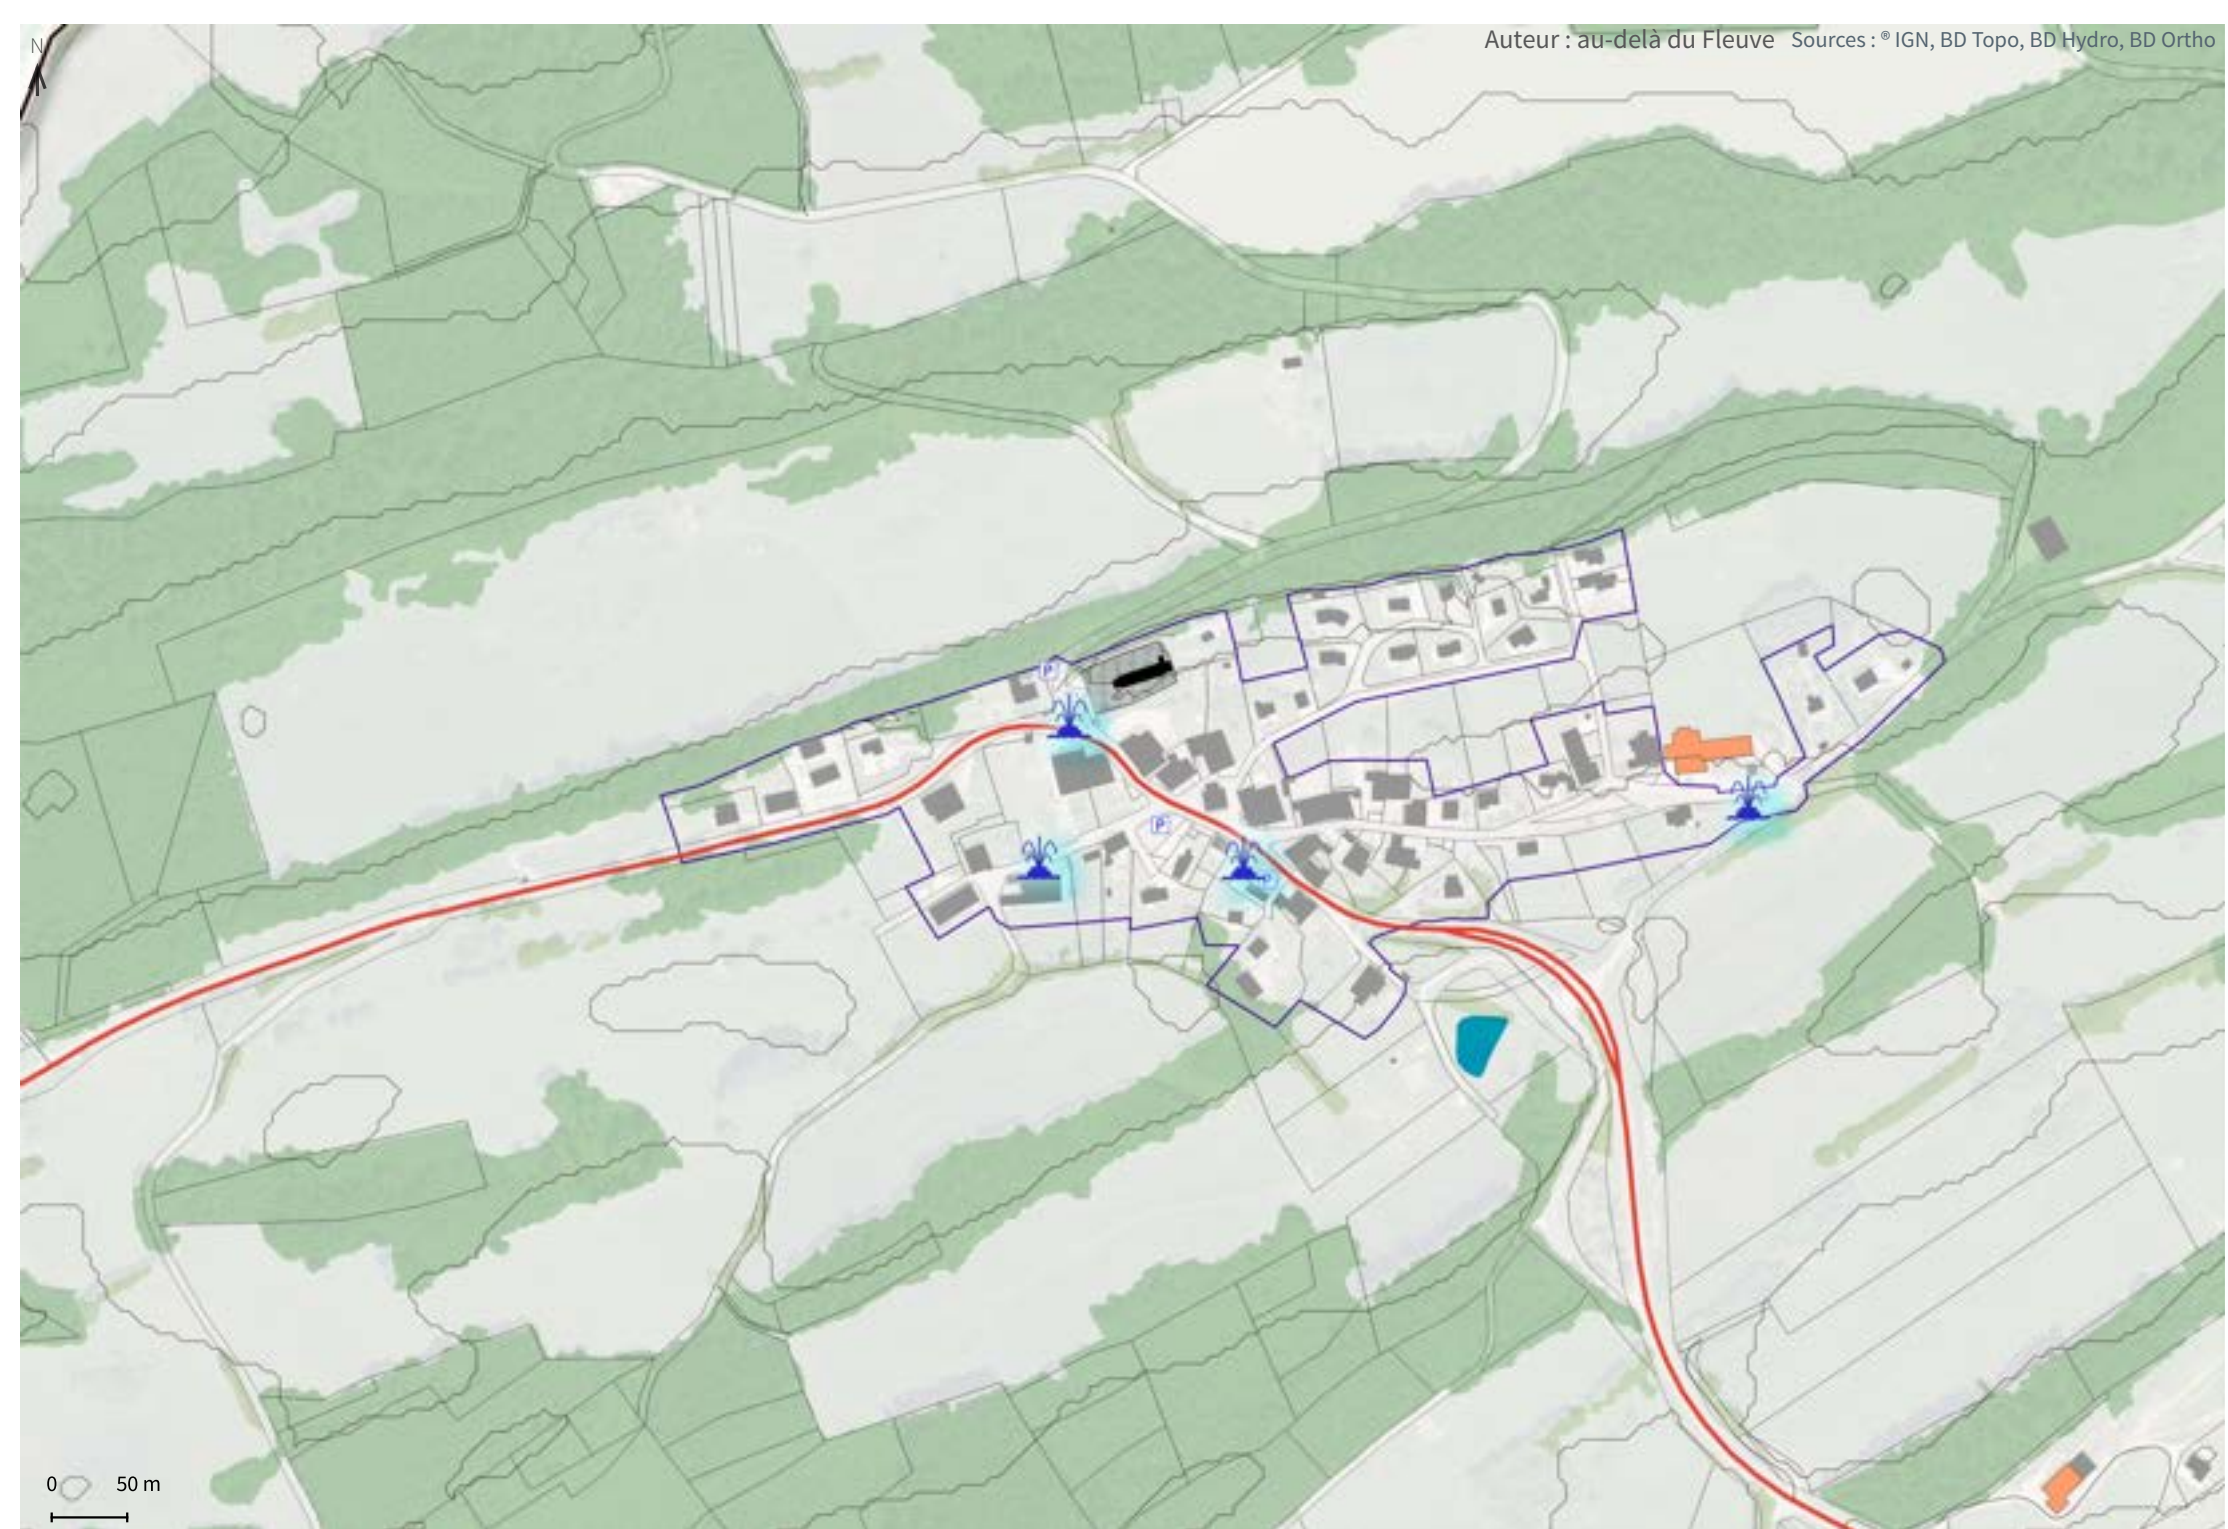 N
Auteur : au-delà du Fleuve Sources : ® IGN, BD Topo, BD Hydro, BD Ortho
P
P
0 50 m